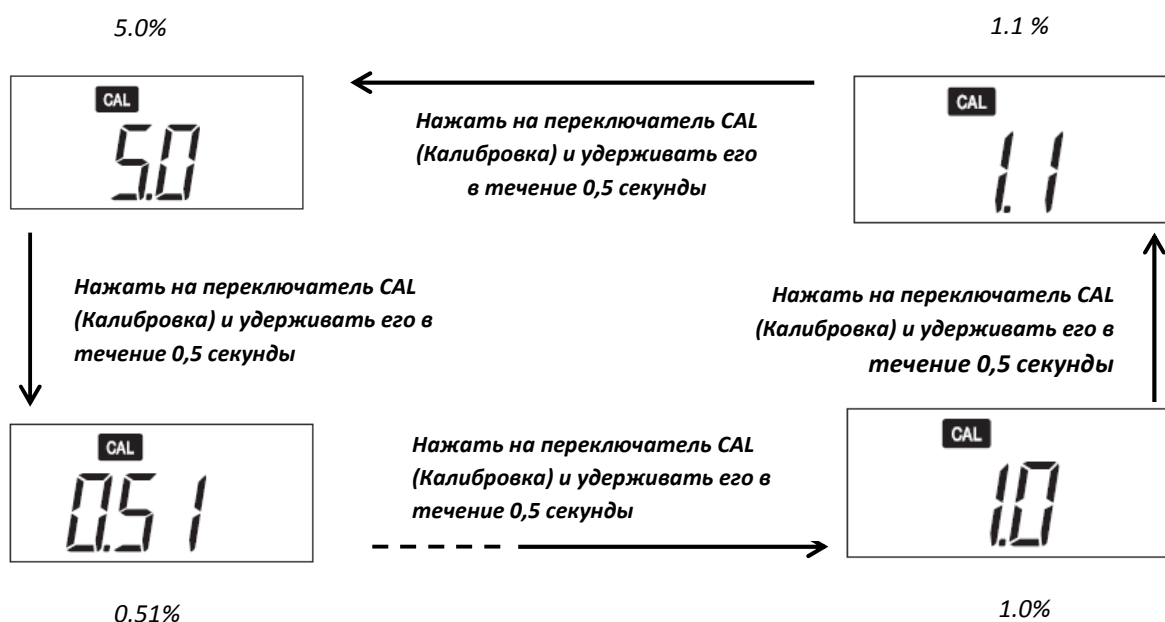 5.0%
1.1 %
CAL
5.0
Нажать на переключатель CAL
(Калибровка) и удерживать его
в течение 0,5 секунды
CAL
1.1
Нажать на переключатель CAL
(Калибровка) и удерживать его в
течение 0,5 секунды
Нажать на переключатель CAL
(Калибровка) и удерживать его в
течение 0,5 секунды
CAL
0.51
Нажать на переключатель CAL
(Калибровка) и удерживать его в
течение 0,5 секунды
CAL
1.0
0.51%
1.0%